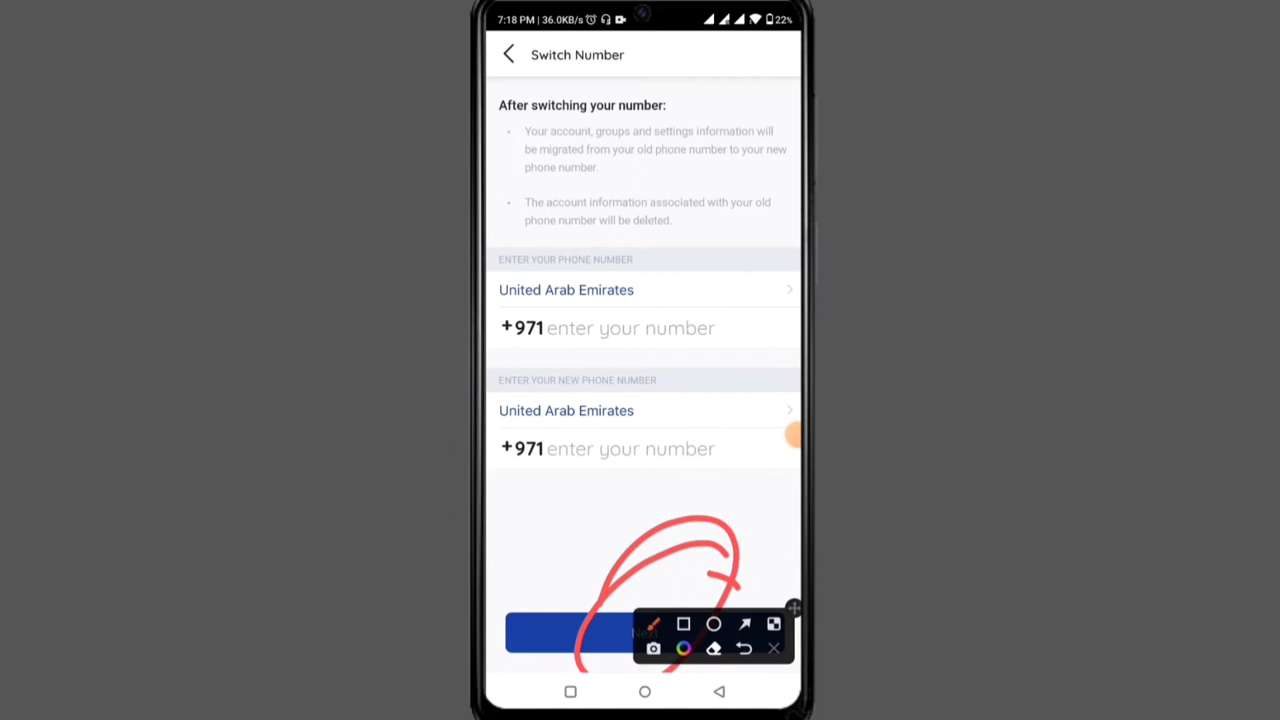 7:18 PM | 36.0KB/s 22%
Switch Number
After switching your number:
• Your account, groups and settings information will
be migrated from your old phone number to your new
phone number.
• The account information associated with your old
phone number will be deleted.
ENTER YOUR PHONE NUMBER
United Arab Emirates
+971 enter your number
ENTER YOUR NEW PHONE NUMBER
United Arab Emirates
+971 enter your number